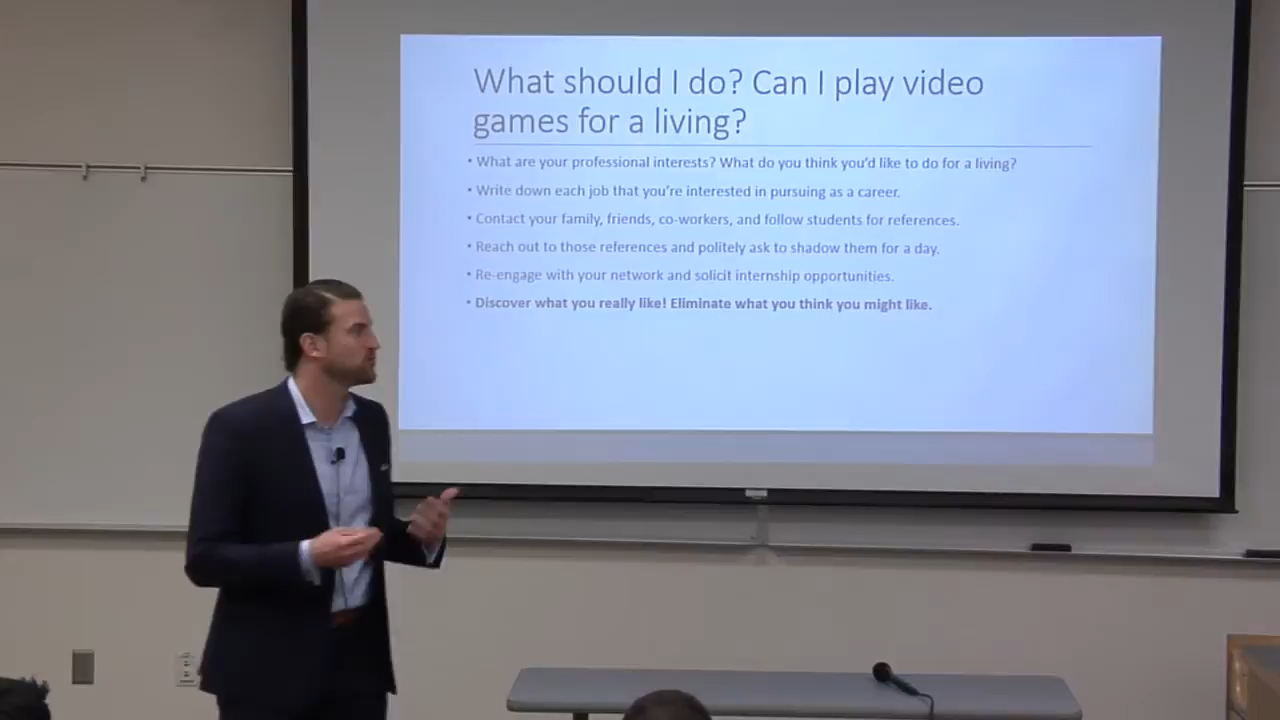 What should I do? Can I play video
games for a living?
• What are your professional interests? What do you think you'd like to do for a living?
• Write down each job that you're interested in pursuing as a career.
• Contact your family, friends, co-workers, and follow students for references.
• Reach out to those references and politely ask to shadow them for a day.
• Re-engage with your network and solicit internship opportunities.
• Discover what you really like! Eliminate what you think you might like.